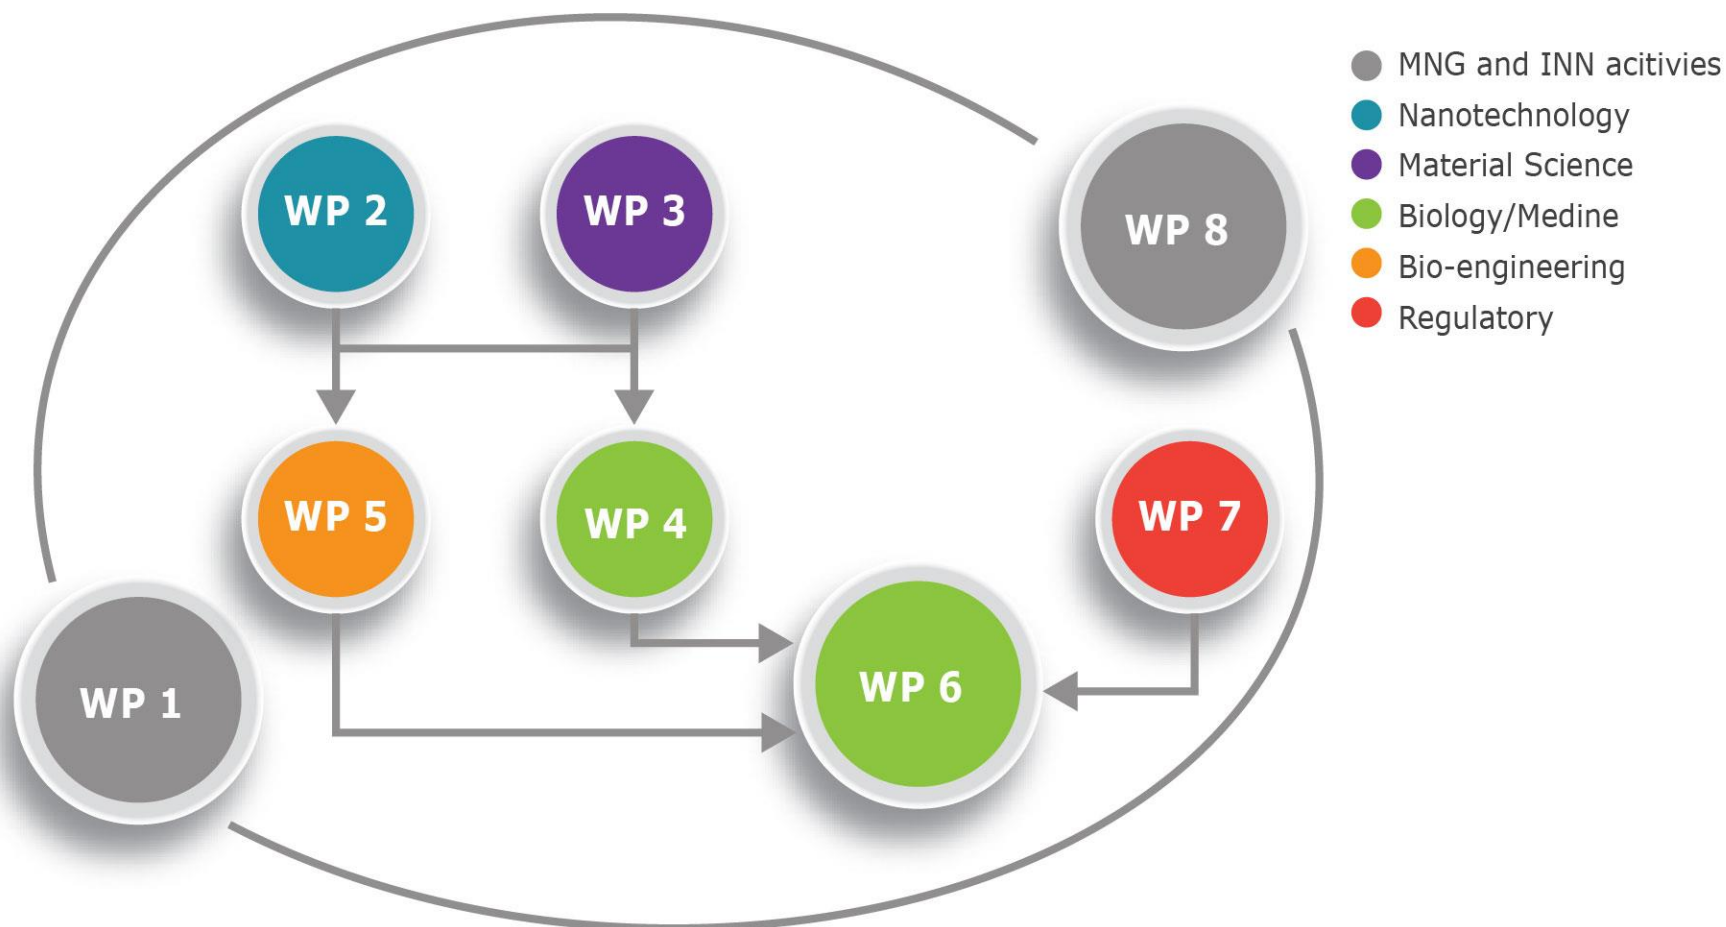 MNG and INN acitivies
Nanotechnology
Material Science
Biology/Medine
Bio-engineering
Regulatory
WP 2
WP 3
WP 8
WP 5
WP 4
WP 7
WP 1
WP 6